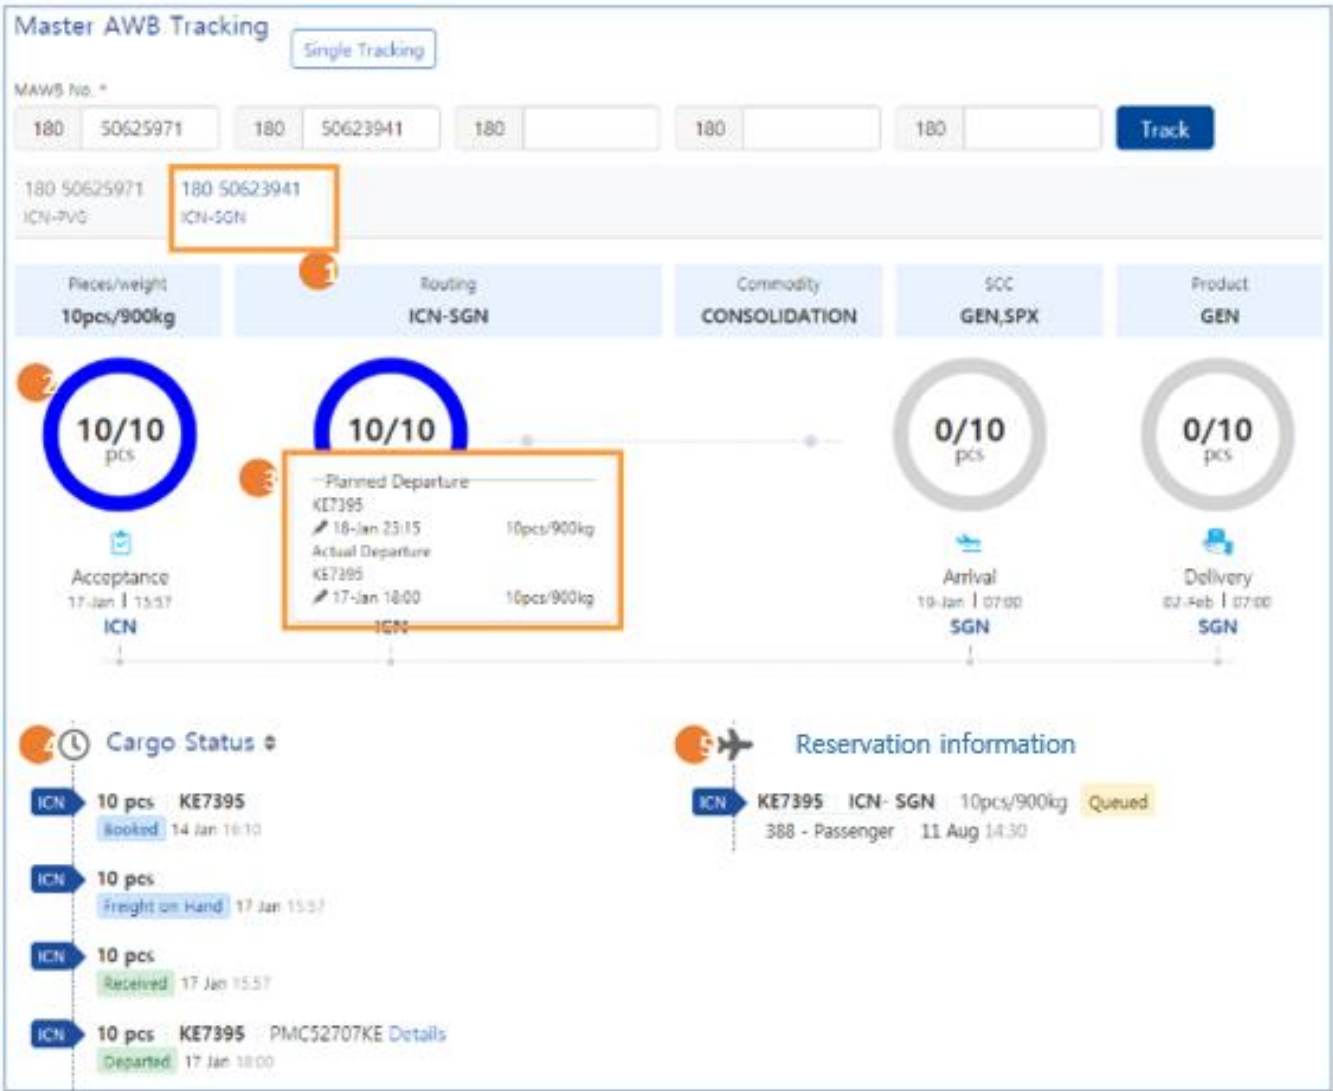 Master AWB Tracking
Single Tracking
MAWB No. *
180 50625971 180 50623941 180 180 180 Track
180 50625971 180 50623941
ICN-PVG ICN-SGN
1
Pieces/weight Routing Commodity SCC Product
10pcs/900kg ICN-SGN CONSOLIDATION GEN,SPX GEN
2
10/10 10/10 0/10 0/10
pcs pcs pcs
3
Planned Departure
KE7395
18-Jan 23:15 10pcs/900kg
Actual Departure
KE7395
17-Jan 18:00 10pcs/900kg
Acceptance Arrival Delivery
17-Jan | 15:57 19-Jan | 07:00 02-Feb | 07:00
ICN ICN SGN SGN
4 Cargo Status
ICN 10 pcs KE7395
Booked 14 Jan 16:10
ICN 10 pcs
Freight on Hand 17 Jan 15:57
ICN 10 pcs
Received 17 Jan 15:57
ICN 10 pcs KE7395 PMC52707KE Details
Departed 17 Jan 18:00
5 Reservation information
ICN KE7395 ICN- SGN 10pcs/900kg Queued
388 - Passenger 11 Aug 14:30